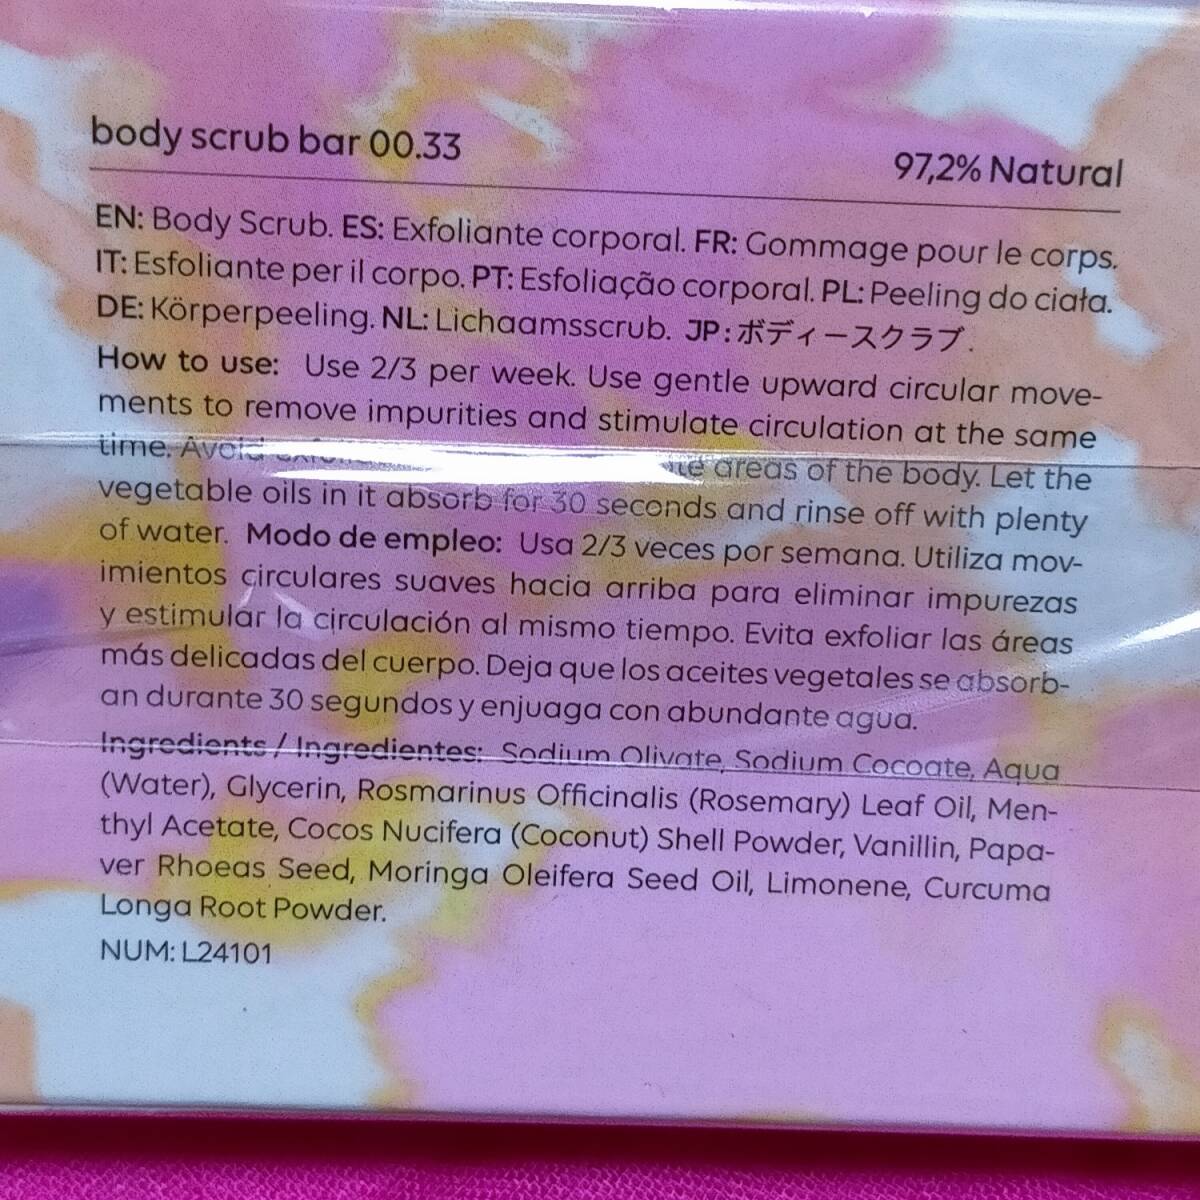 body scrub bar 00.33
97,2% Natural
EN: Body Scrub. ES: Exfoliante corporal. FR: Gommage pour le corps.
IT: Esfoliante per il corpo. PT: Esfoliação corporal. PL: Peeling do ciała.
DE: Körperpeeling. NL: Lichaamsscrub. JP:ボディースクラブ.
How to use: Use 2/3 per week. Use gentle upward circular move-
ments to remove impurities and stimulate circulation at the same
time. Avoid areas of the body. Let the
vegetable oils in it absorb for 30 seconds and rinse off with plenty
of water. Modo de empleo: Usa 2/3 veces por semana. Utiliza mov-
imientos circulares suaves hacia arriba para eliminar impurezas
y estimular la circulación al mismo tiempo. Evita exfoliar las áreas
más delicadas del cuerpo. Deja que los aceites vegetales se absorb-
an durante 30 segundos y enjuaga con abundante agua.
Ingredients / Ingredientes: Sodium Olivate, Sodium Cocoate, Aqua
(Water), Glycerin, Rosmarinus Officinalis (Rosemary) Leaf Oil, Men-
thyl Acetate, Cocos Nucifera (Coconut) Shell Powder, Vanillin, Papa-
ver Rhoeas Seed, Moringa Oleifera Seed Oil, Limonene, Curcuma
Longa Root Powder.
NUM: L24101